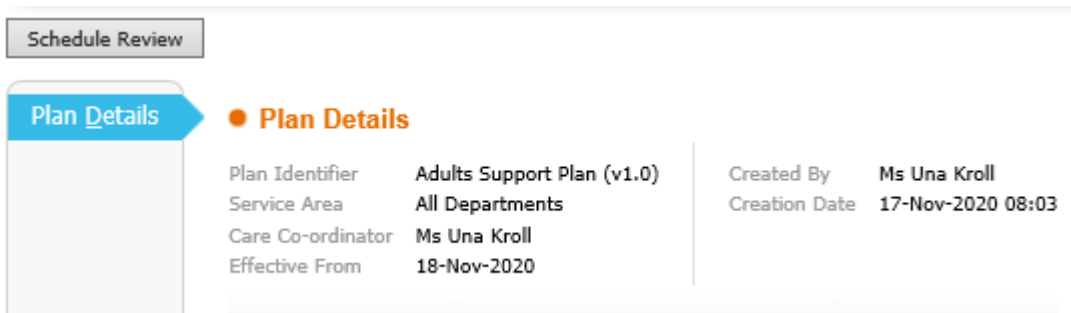 Schedule Review
Plan Details
Plan Details
Plan Identifier Adults Support Plan (v1.0)
Service Area All Departments
Care Co-ordinator Ms Una Kroll
Effective From 18-Nov-2020
Created By Ms Una Kroll
Creation Date 17-Nov-2020 08:03